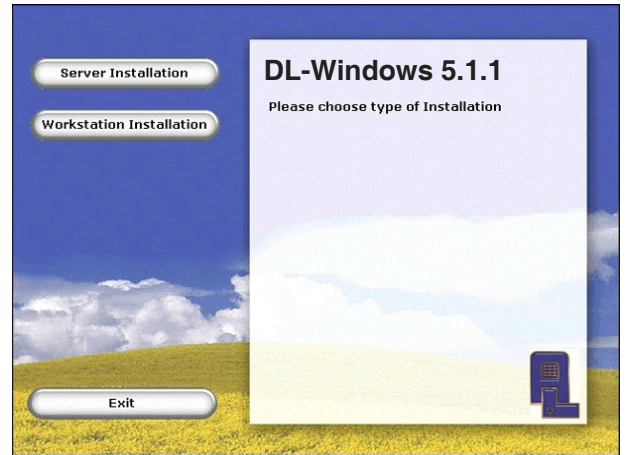 Server Installation
Workstation Installation
DL-Windows 5.1.1
Please choose type of Installation
Exit